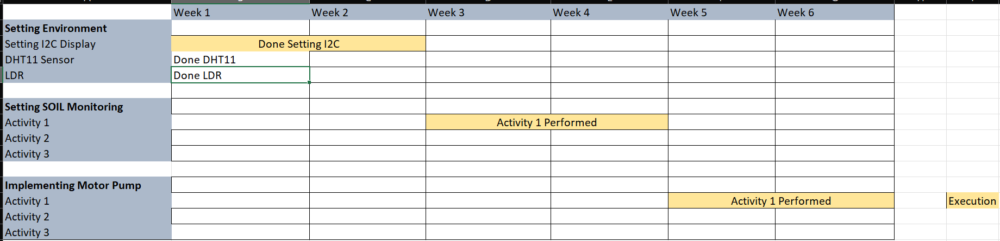 Week 1 Week 2 Week 3 Week 4 Week 5 Week 6
Setting Environment
Setting I2C Display Done Setting I2C
DHT11 Sensor Done DHT11
LDR Done LDR
Setting SOIL Monitoring
Activity 1 Activity 1 Performed
Activity 2
Activity 3
Implementing Motor Pump
Activity 1 Activity 1 Performed Execution
Activity 2
Activity 3